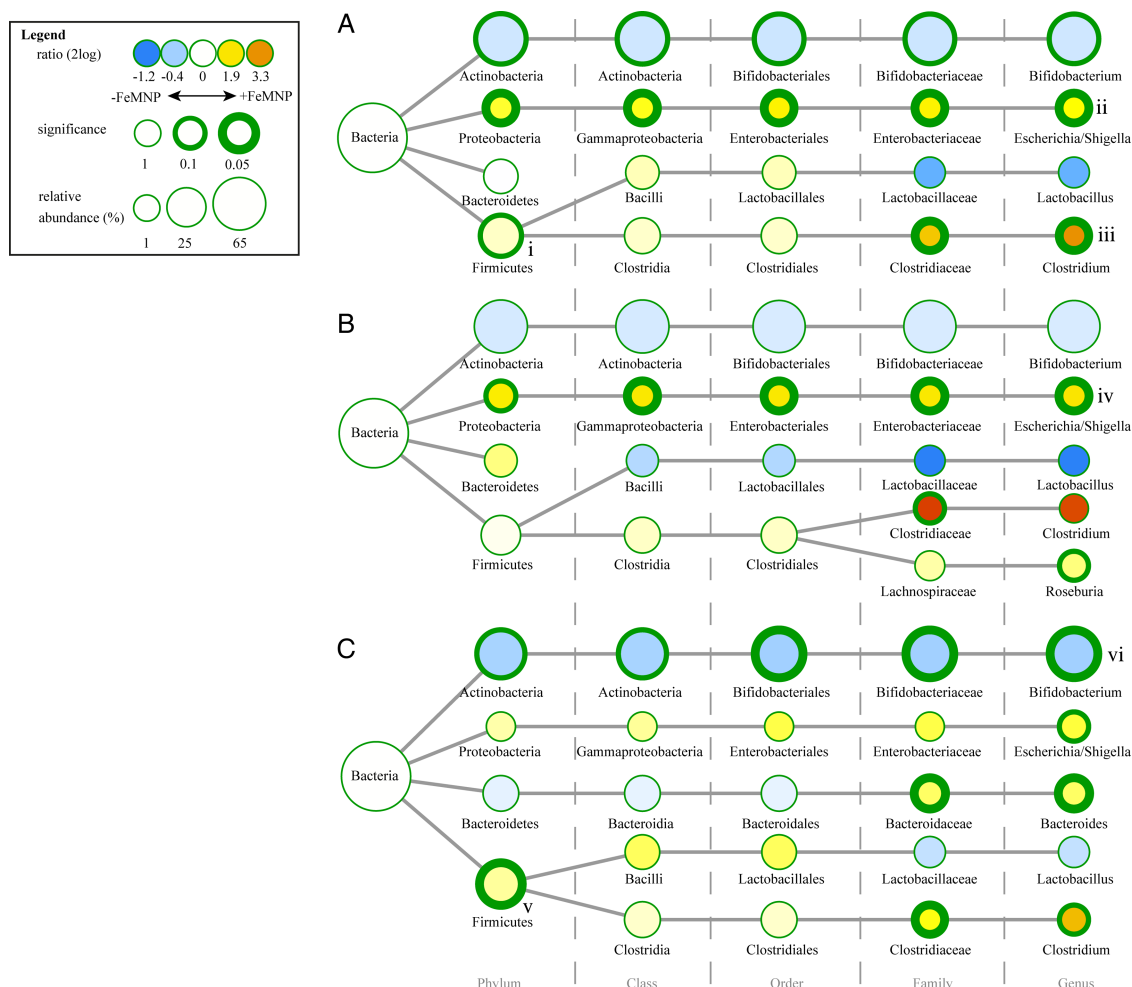 Legend
ratio (2log)
-1.2 -0.4 0 1.9 3.3
-FeMNP +FeMNP
significance
1 0.1 0.05
relative
abundance (%)
1 25 65
A
Actinobacteria Actinobacteria Bifidobacteriales Bifidobacteriaceae Bifidobacterium
ii
Bacteria
Proteobacteria Gammaproteobacteria Enterobacteriales Enterobacteriaceae Escherichia/Shigella
Bacteroidetes Bacilli Lactobacillales Lactobacillaceae Lactobacillus
i iii
Firmicutes Clostridia Clostridiales Clostridiaceae Clostridium
B
Actinobacteria Actinobacteria Bifidobacteriales Bifidobacteriaceae Bifidobacterium
iv
Bacteria
Proteobacteria Gammaproteobacteria Enterobacteriales Enterobacteriaceae Escherichia/Shigella
Bacteroidetes Bacilli Lactobacillales Lactobacillaceae Lactobacillus
Clostridiaceae Clostridium
Firmicutes Clostridia Clostridiales
Lachnospiraceae Roseburia
C
vi
Actinobacteria Actinobacteria Bifidobacteriales Bifidobacteriaceae Bifidobacterium
Proteobacteria Gammaproteobacteria Enterobacteriales Enterobacteriaceae Escherichia/Shigella
Bacteria
Bacteroidetes Bacteroidia Bacteroidales Bacteroidaceae Bacteroides
Bacilli Lactobacillales Lactobacillaceae Lactobacillus
v
Firmicutes
Clostridia Clostridiales Clostridiaceae Clostridium
Phylum Class Order Family Genus